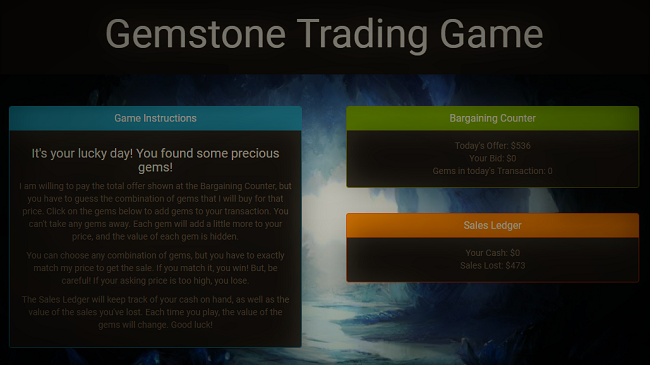 Gemstone Trading Game
Game Instructions
It's your lucky day! You found some precious
gems!
I am willing to pay the total offer shown at the Bargaining Counter, but
you have to guess the combination of gems that I will buy for that
price. Click on the gems below to add gems to your transaction. You
can't take any gems away. Each gem will add a little more to your
price, and the value of each gem is hidden.
You can choose any combination of gems, but you have to exactly
match my price to get the sale. If you match it, you win! But, be
careful! If your asking price is too high, you lose.
The Sales Ledger will keep track of your cash on hand, as well as the
value of the sales you've lost. Each time you play, the value of the
gems will change. Good luck!
Bargaining Counter
Today's Offer: $536
Your Bid: $0
Gems in today's Transaction: 0
Sales Ledger
Your Cash: $0
Sales Lost: $473